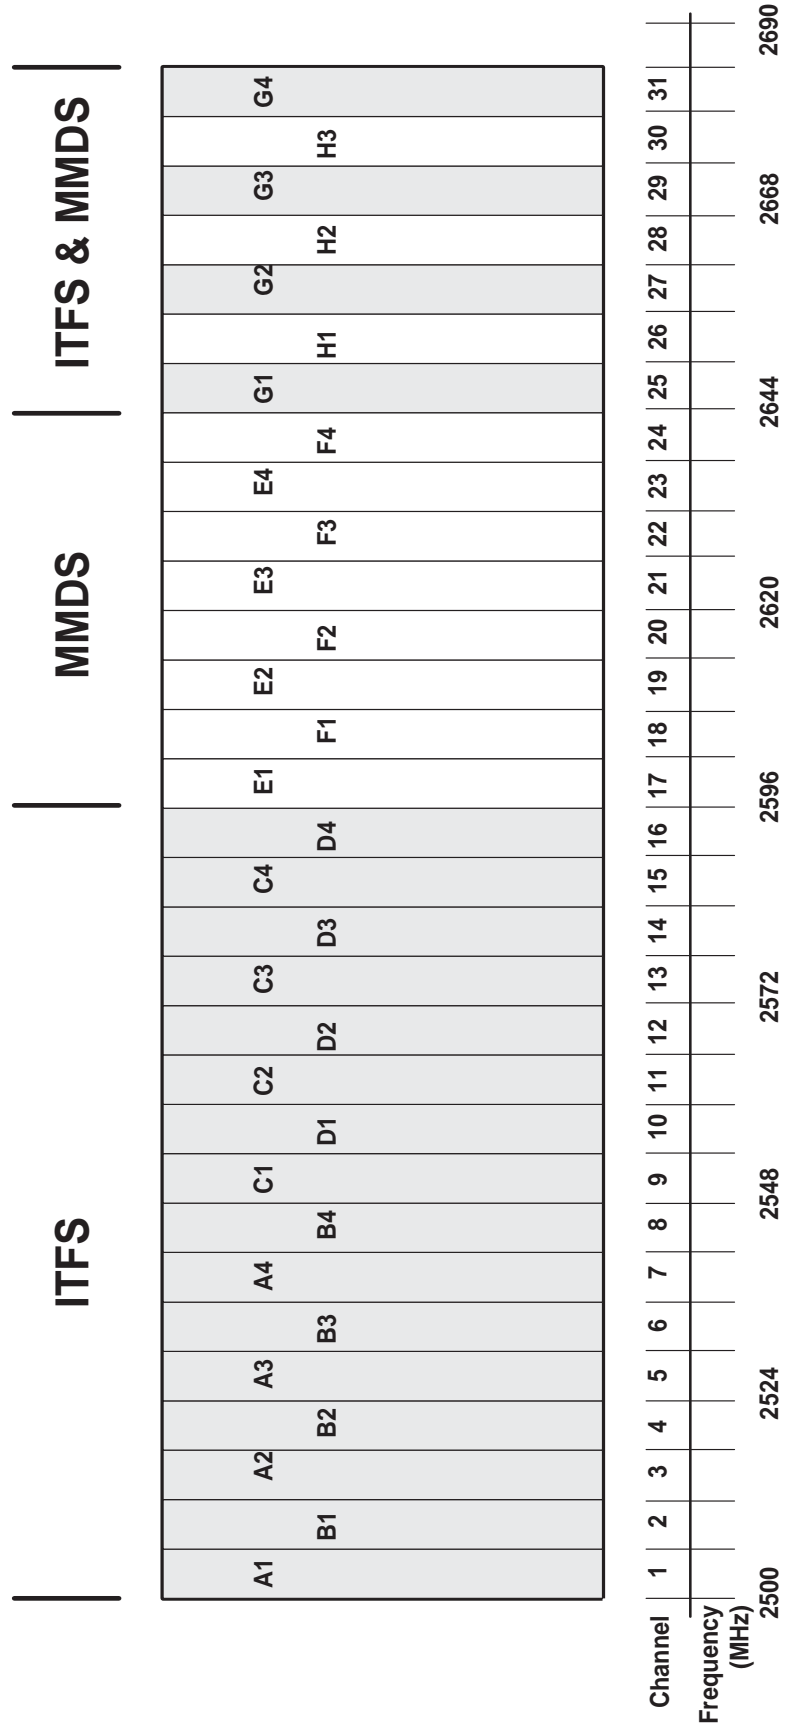 ITFS MMDS ITFS & MMDS
A1 A2 A3 A4 C1 C2 C3 C4 E1 E2 E3 E4 G1 G2 G3 G4
B1 B2 B3 B4 D1 D2 D3 D4 F1 F2 F3 F4 H1 H2 H3
Channel 1 2 3 4 5 6 7 8 9 10 11 12 13 14 15 16 17 18 19 20 21 22 23 24 25 26 27 28 29 30 31
Frequency
(MHz)
2500 2524 2548 2572 2596 2620 2644 2668 2690